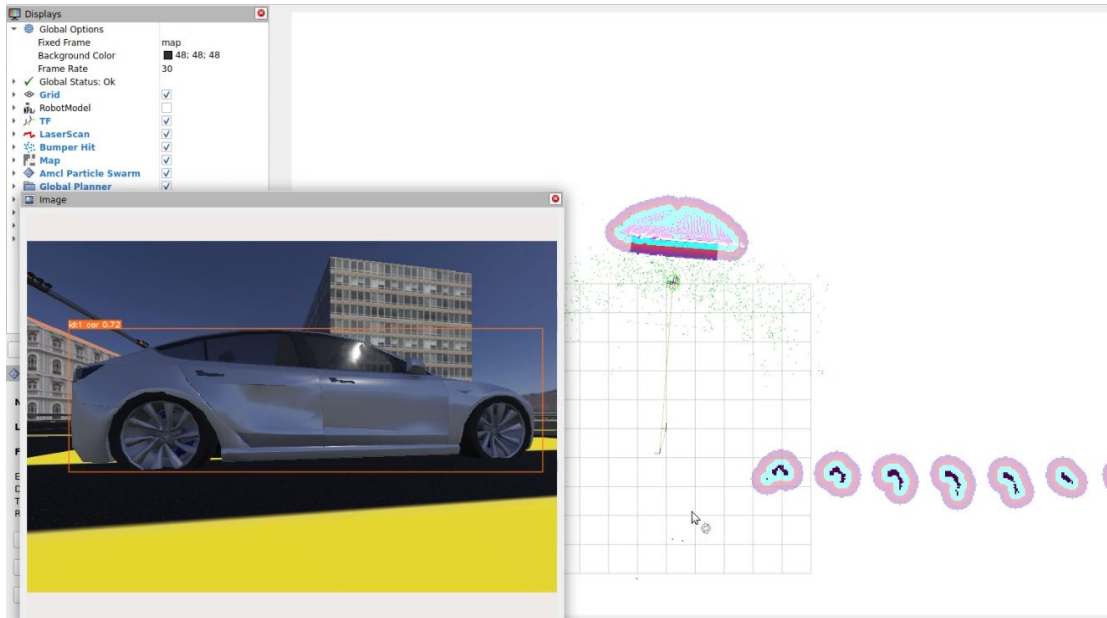 Displays
Global Options
Fixed Frame map
Background Color 48; 48; 48
Frame Rate 30
Global Status: Ok
Grid
RobotModel
TF
LaserScan
Bumper Hit
Map
Amcl Particle Swarm
Global Planner
Image
id:1 car 0.72
N
L
F
E
D
T
R